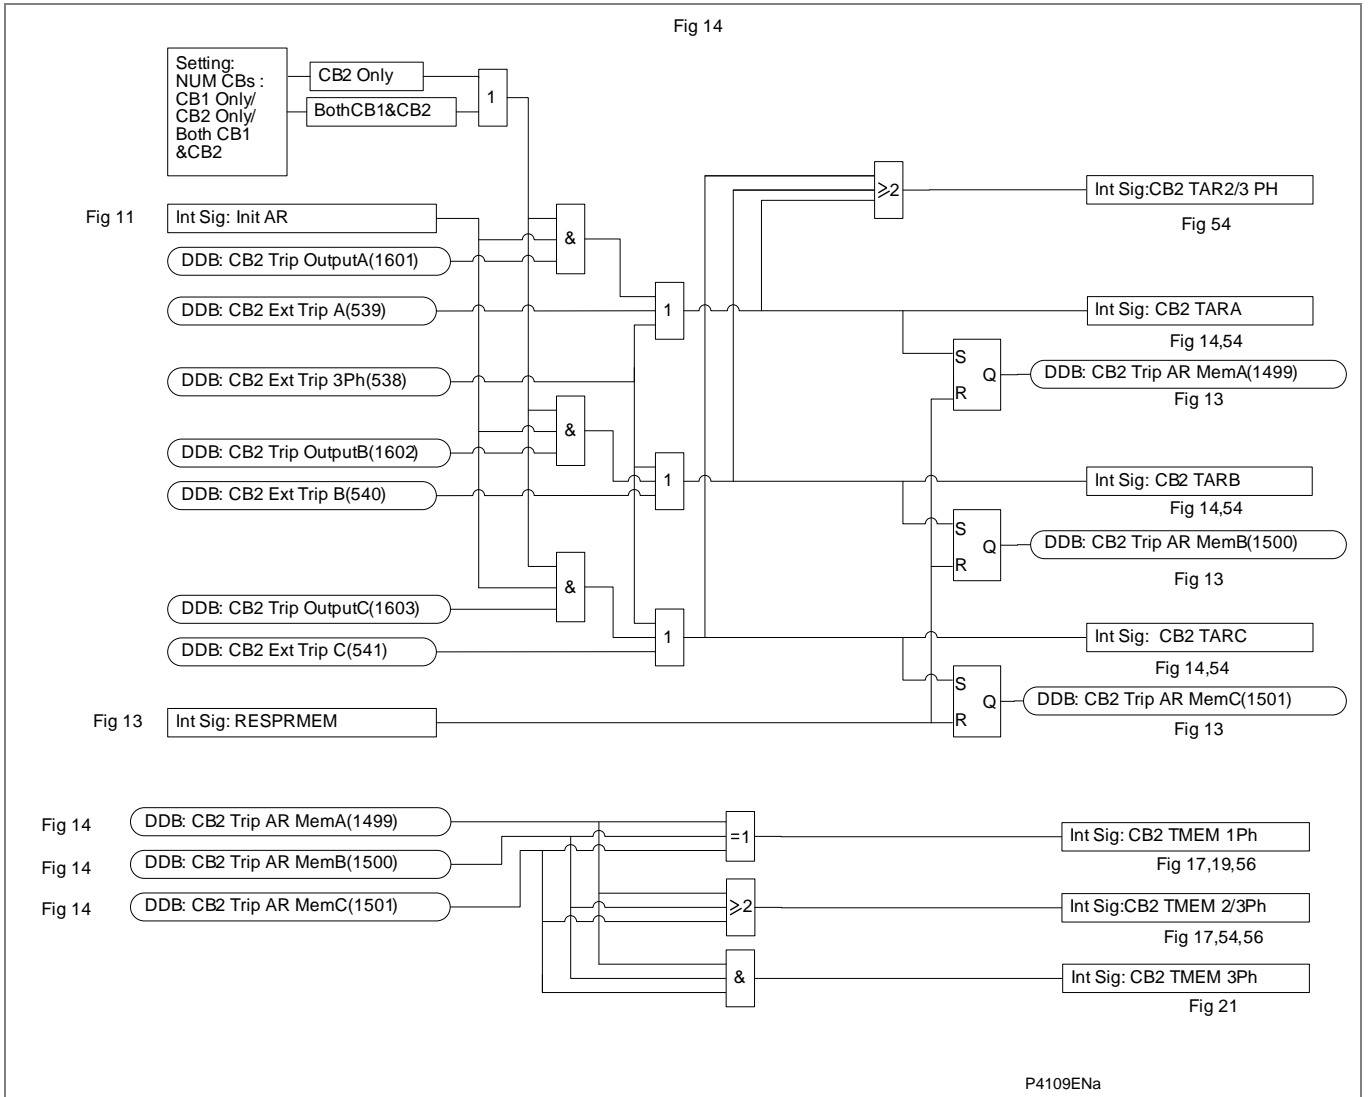 Fig 14
Setting:
NUM CBs :
CB1 Only/
CB2 Only/
Both CB1
&CB2
CB2 Only
BothCB1&CB2
1
Fig 11
Int Sig: Init AR
DDB: CB2 Trip OutputA(1601)
&
DDB: CB2 Ext Trip A(539)
1
DDB: CB2 Ext Trip 3Ph(538)
DDB: CB2 Trip OutputB(1602)
&
DDB: CB2 Ext Trip B(540)
1
DDB: CB2 Trip OutputC(1603)
&
DDB: CB2 Ext Trip C(541)
1
Fig 13
Int Sig: RESPRMEM
⩾2
Int Sig:CB2 TAR2/3 PH
Fig 54
Int Sig: CB2 TARA
Fig 14,54
S
Q
R
DDB: CB2 Trip AR MemA(1499)
Fig 13
Int Sig: CB2 TARB
Fig 14,54
S
Q
R
DDB: CB2 Trip AR MemB(1500)
Fig 13
Int Sig: CB2 TARC
Fig 14,54
S
Q
R
DDB: CB2 Trip AR MemC(1501)
Fig 13
Fig 14
DDB: CB2 Trip AR MemA(1499)
Fig 14
DDB: CB2 Trip AR MemB(1500)
Fig 14
DDB: CB2 Trip AR MemC(1501)
=1
Int Sig: CB2 TMEM 1Ph
Fig 17,19,56
⩾2
Int Sig:CB2 TMEM 2/3Ph
Fig 17,54,56
&
Int Sig: CB2 TMEM 3Ph
Fig 21
P4109ENa